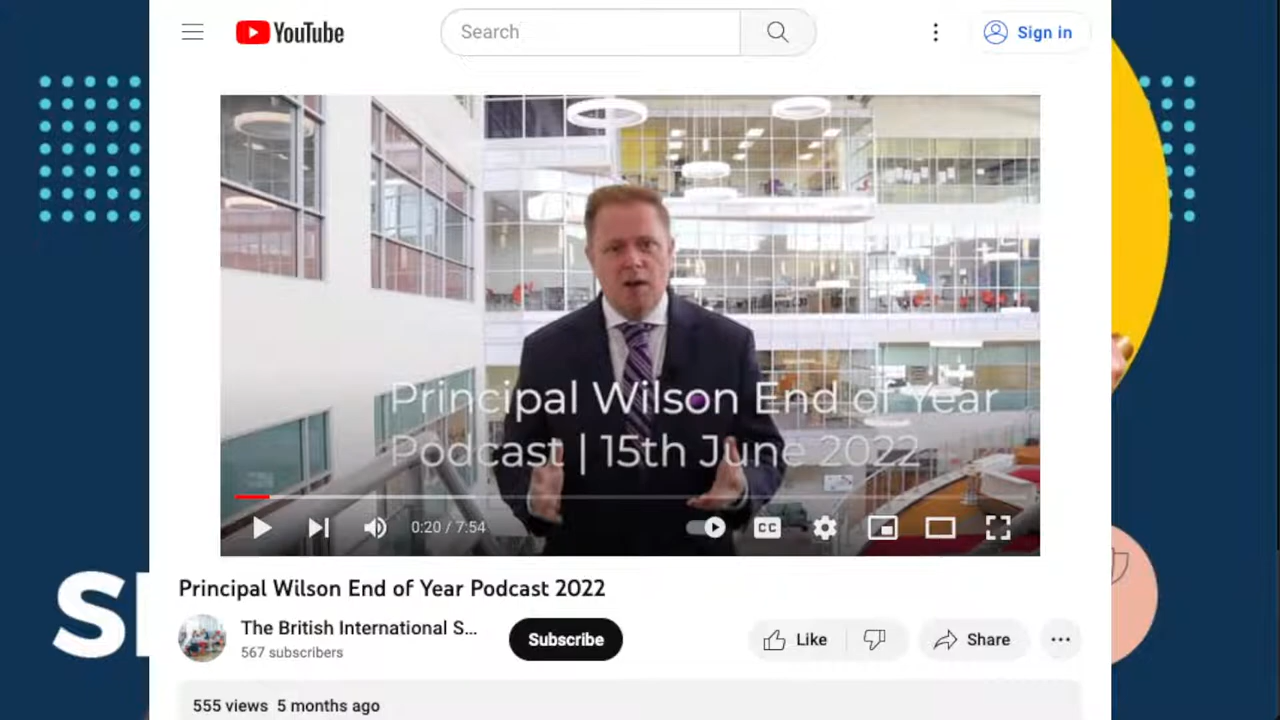 YouTube
Search
Sign in
Principal Wilson End of Year
Podcast | 15th June 2022
0:20 / 7:54
CC
Principal Wilson End of Year Podcast 2022
The British International S...
567 subscribers
Subscribe
Like
Share
555 views 5 months ago